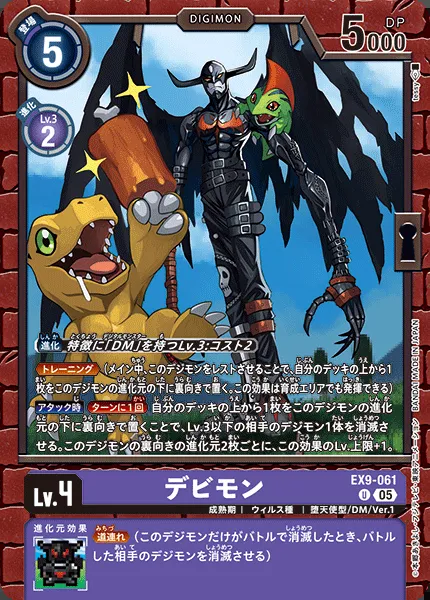 DIGIMON
登場
5
DP
5000
進化
Lv.3
2
進化 特徴に「DM」を持つLv.3:コスト2
トレーニング (メイン中、このデジモンをレストさせることで、自分のデッキの上から1
枚をこのデジモンの進化元の下に裏向きで置く。この効果は育成エリアでも発揮できる)
アタック時 ターンに1回 自分のデッキの上から1枚をこのデジモンの進化
元の下に裏向きで置くことで、Lv.3以下の相手のデジモン1体を消滅さ
せる。このデジモンの裏向きの進化元2枚ごとに、この効果のLv.上限+1。
BANDAI MADE IN JAPAN
Lv.4
デビモン
EX9-061
U 05
成熟期 | ウィルス種 | 堕天使型/DM/Ver.1
進化元効果
道連れ (このデジモンだけがバトルで消滅したとき、バトル
した相手のデジモンを消滅させる)